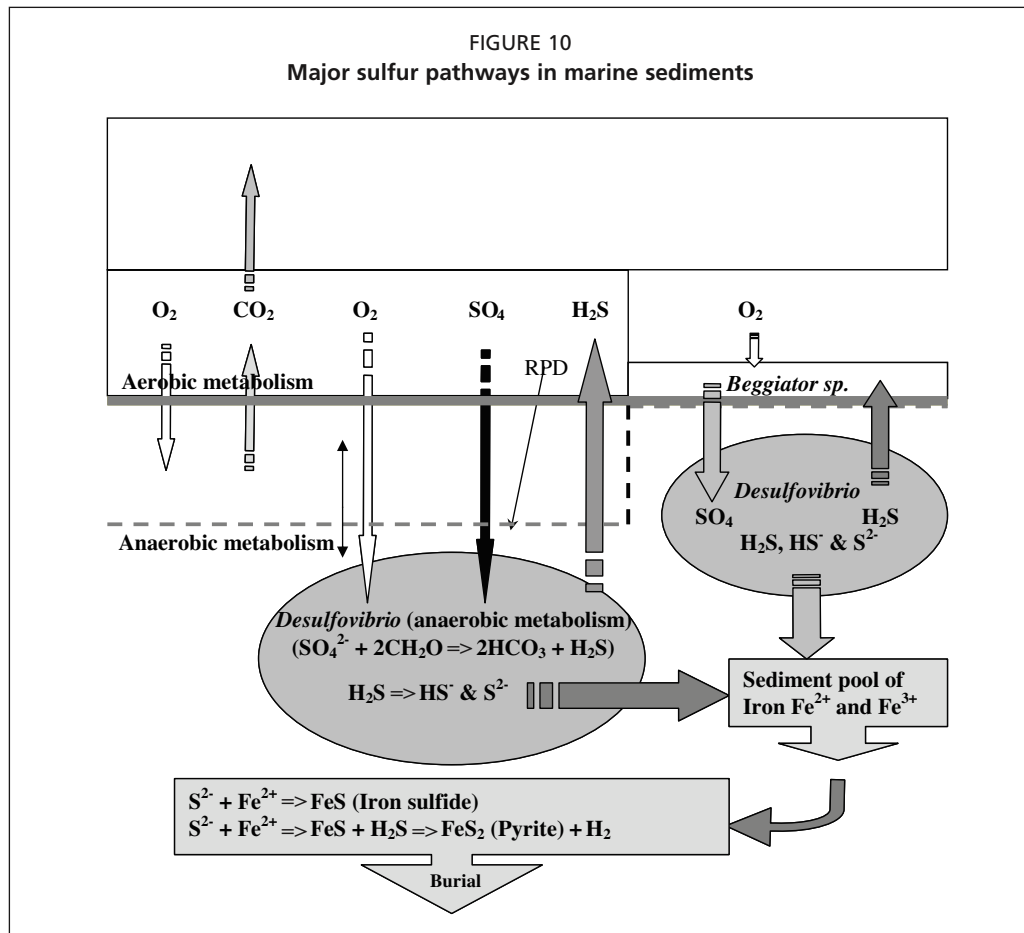 FIGURE 10
Major sulfur pathways in marine sediments
O₂
CO₂
O₂
SO₄
H₂S
O₂
RPD
Aerobic metabolism
Beggiator sp.
Desulfovibrio
SO₄
H₂S
H₂S, HS⁻ & S²⁻
Anaerobic metabolism
Desulfovibrio (anaerobic metabolism)
(SO₄²⁻ + 2CH₂O => 2HCO₃ + H₂S)
H₂S => HS⁻ & S²⁻
Sediment pool of
Iron Fe²⁺ and Fe³⁺
S²⁻ + Fe²⁺ => FeS (Iron sulfide)
S²⁻ + Fe²⁺ => FeS + H₂S => FeS₂ (Pyrite) + H₂
Burial